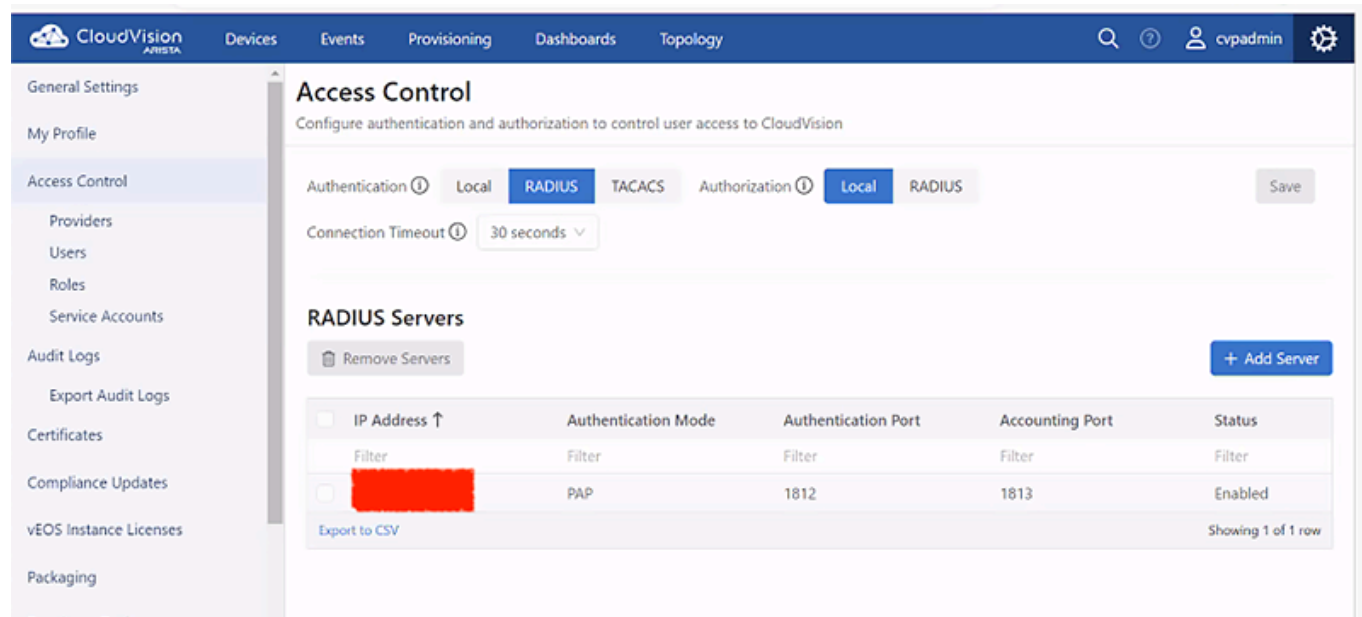 CloudVision
ARISTA
Devices Events Provisioning Dashboards Topology
cvpadmin
General Settings
My Profile
Access Control
Providers
Users
Roles
Service Accounts
Audit Logs
Export Audit Logs
Certificates
Compliance Updates
vEOS Instance Licenses
Packaging
Access Control
Configure authentication and authorization to control user access to CloudVision
Authentication Local RADIUS TACACS Authorization Local RADIUS Save
Connection Timeout 30 seconds
RADIUS Servers
Remove Servers + Add Server
IP Address ↑ Authentication Mode Authentication Port Accounting Port Status
Filter Filter Filter Filter Filter
PAP 1812 1813 Enabled
Export to CSV Showing 1 of 1 row